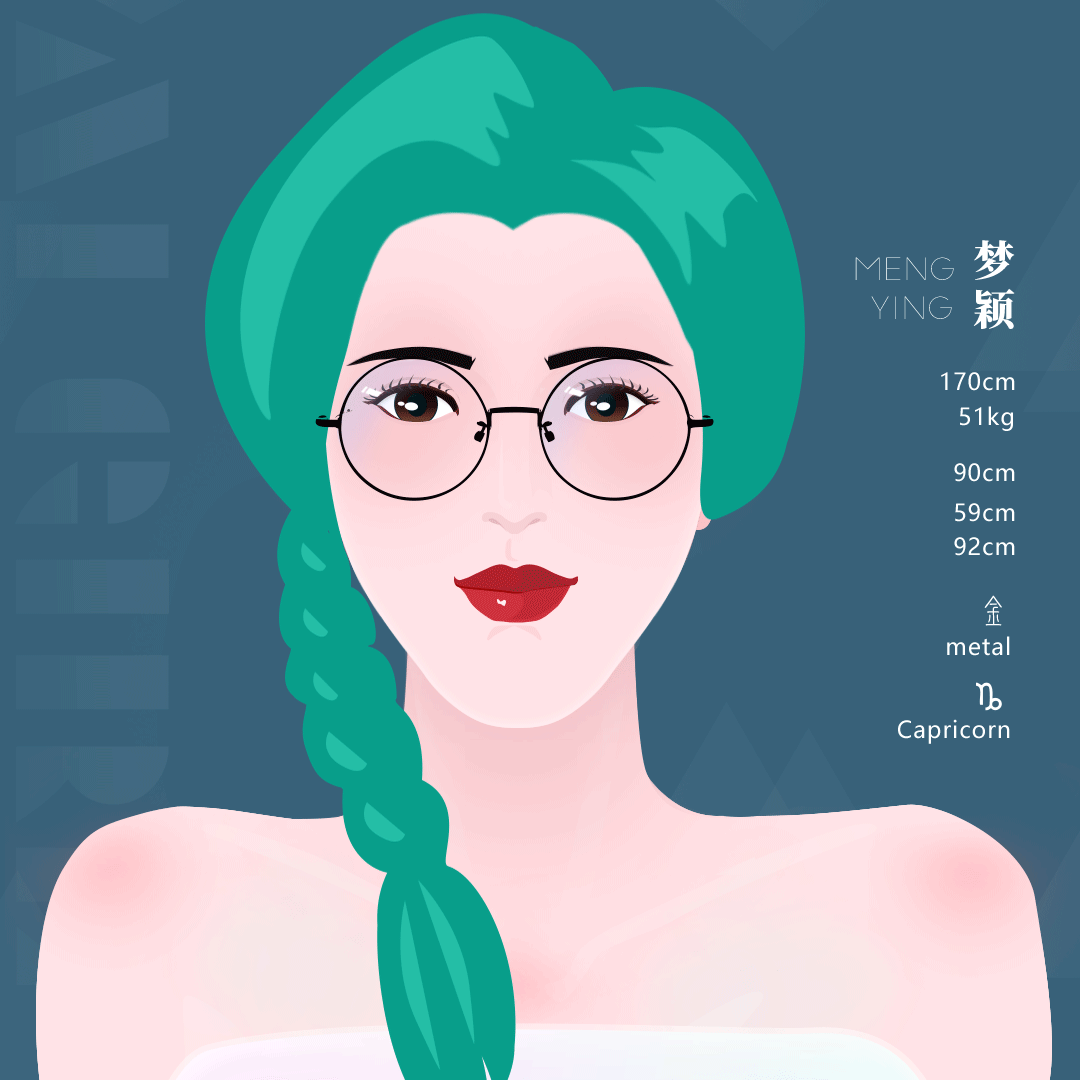 梦颖
MENG
YING
170cm
51kg
90cm
59cm
92cm
金
metal
♑
Capricorn